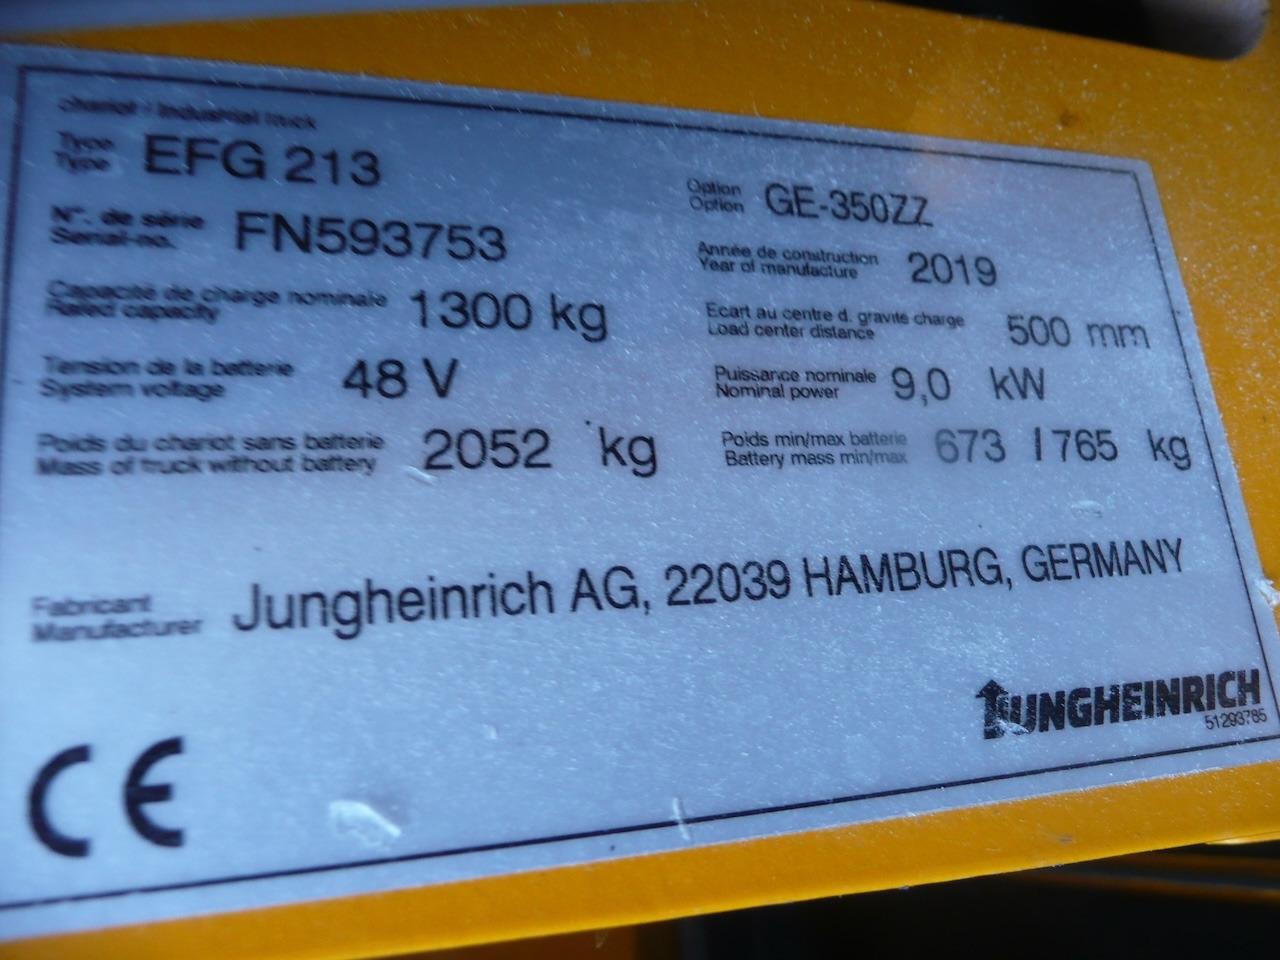 chariot / Industrial truck
Type
Type
EFG 213
Option
Option
GE-350ZZ
N°. de série
Serial-no.
FN593753
Année de construction
Year of manufacture
2019
Capacité de charge nominale
Rated capacity
1300 kg
Ecart au centre d. gravité charge
Load center distance
500 mm
Tension de la batterie
System voltage
48 V
Puissance nominale
Nominal power
9,0 kW
Poids du chariot sans batterie
Mass of truck without battery
2052 kg
Poids min/max batterie
Battery mass min/max
673 / 765 kg
Fabricant
Manufacturer
Jungheinrich AG, 22039 HAMBURG, GERMANY
JUNGHEINRICH
51293785
CE